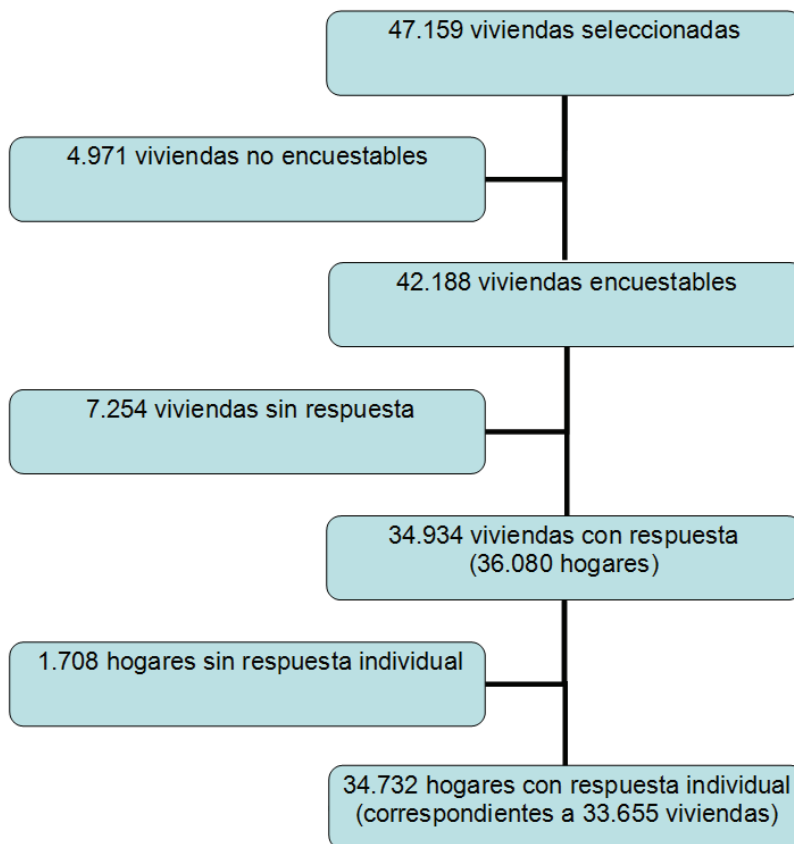 47.159 viviendas seleccionadas
4.971 viviendas no encuestables
42.188 viviendas encuestables
7.254 viviendas sin respuesta
34.934 viviendas con respuesta
(36.080 hogares)
1.708 hogares sin respuesta individual
34.732 hogares con respuesta individual
(correspondientes a 33.655 viviendas)